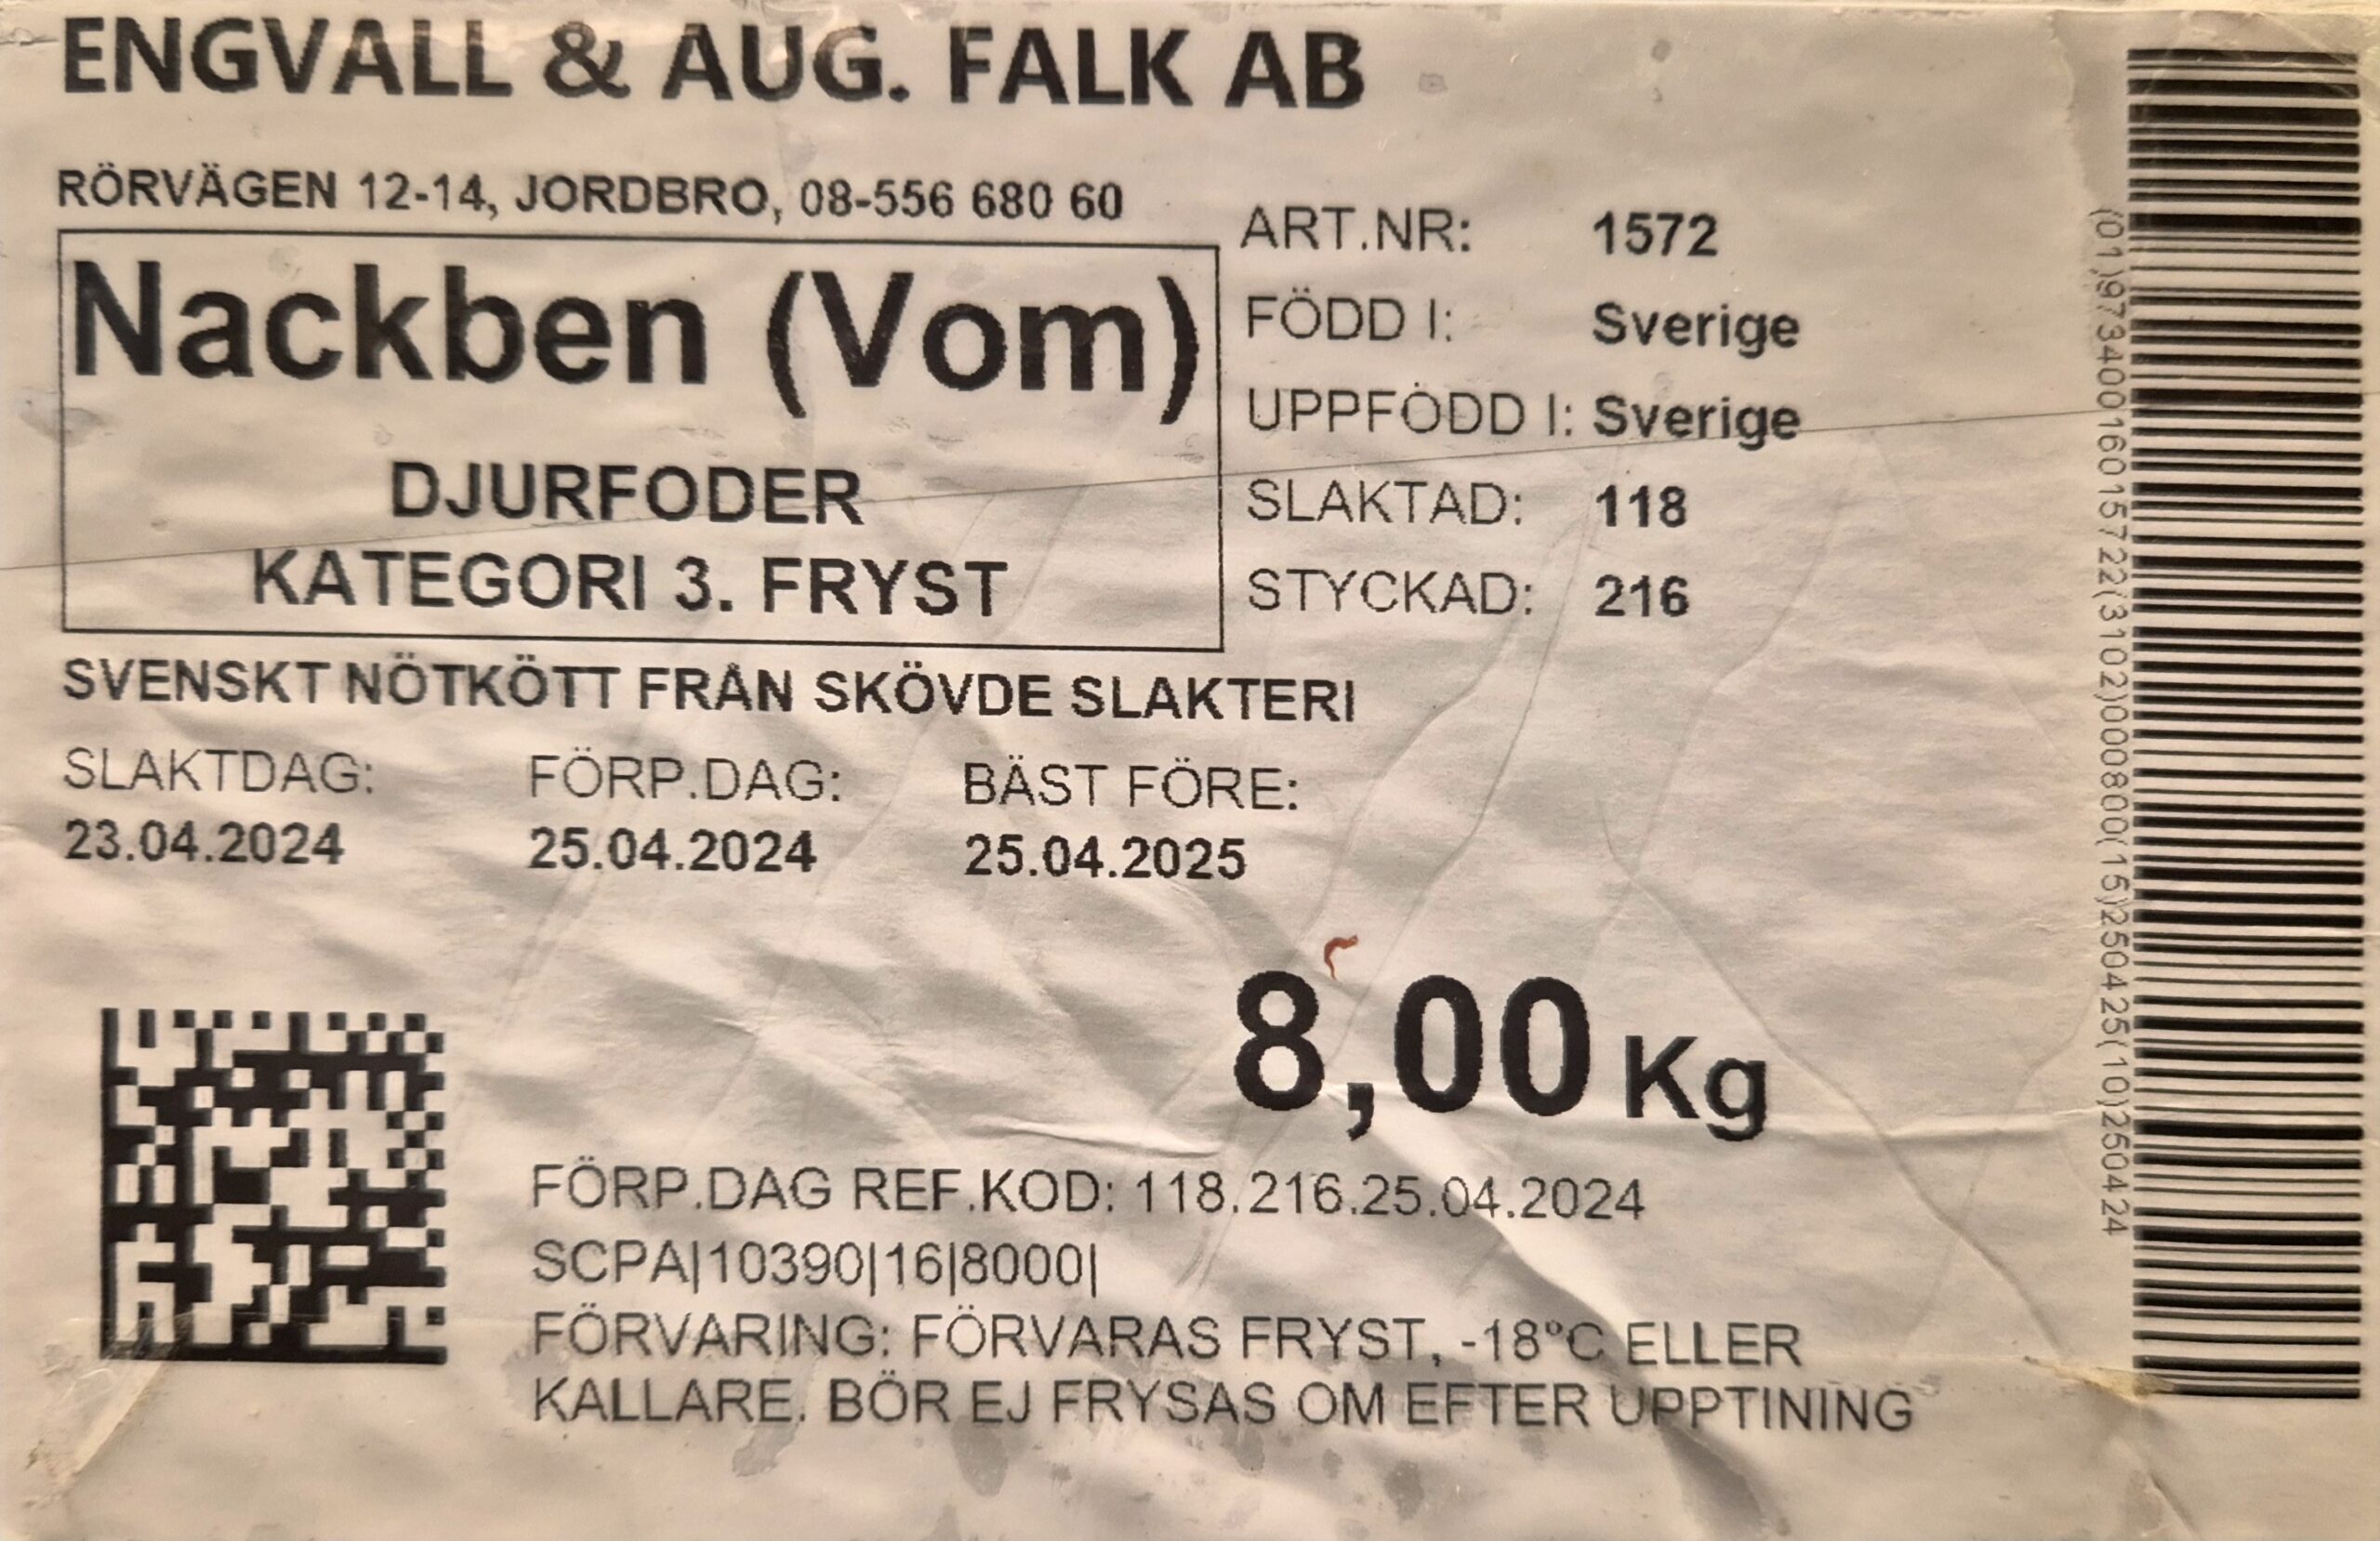 ENGVALL & AUG. FALK AB
RÖRVÄGEN 12-14, JORDBRO, 08-556 680 60
Nackben (Vom)
DJURFODER
KATEGORI 3. FRYST
ART.NR: 1572
FÖDD I: Sverige
UPPFÖDD I: Sverige
SLAKTAD: 118
STYCKAD: 216
SVENSKT NÖTKÖTT FRÅN SKÖVDE SLAKTERI
SLAKTDAG: FÖRP.DAG: BÄST FÖRE:
23.04.2024 25.04.2024 25.04.2025
8,00 Kg
FÖRP.DAG REF.KOD: 118.216.25.04.2024
SCPA|10390|16|8000|
FÖRVARING: FÖRVARAS FRYST, -18°C ELLER
KALLARE. BÖR EJ FRYSAS OM EFTER UPPTINING
(01)97340016015722(3102)000800(15)250425(10)250424